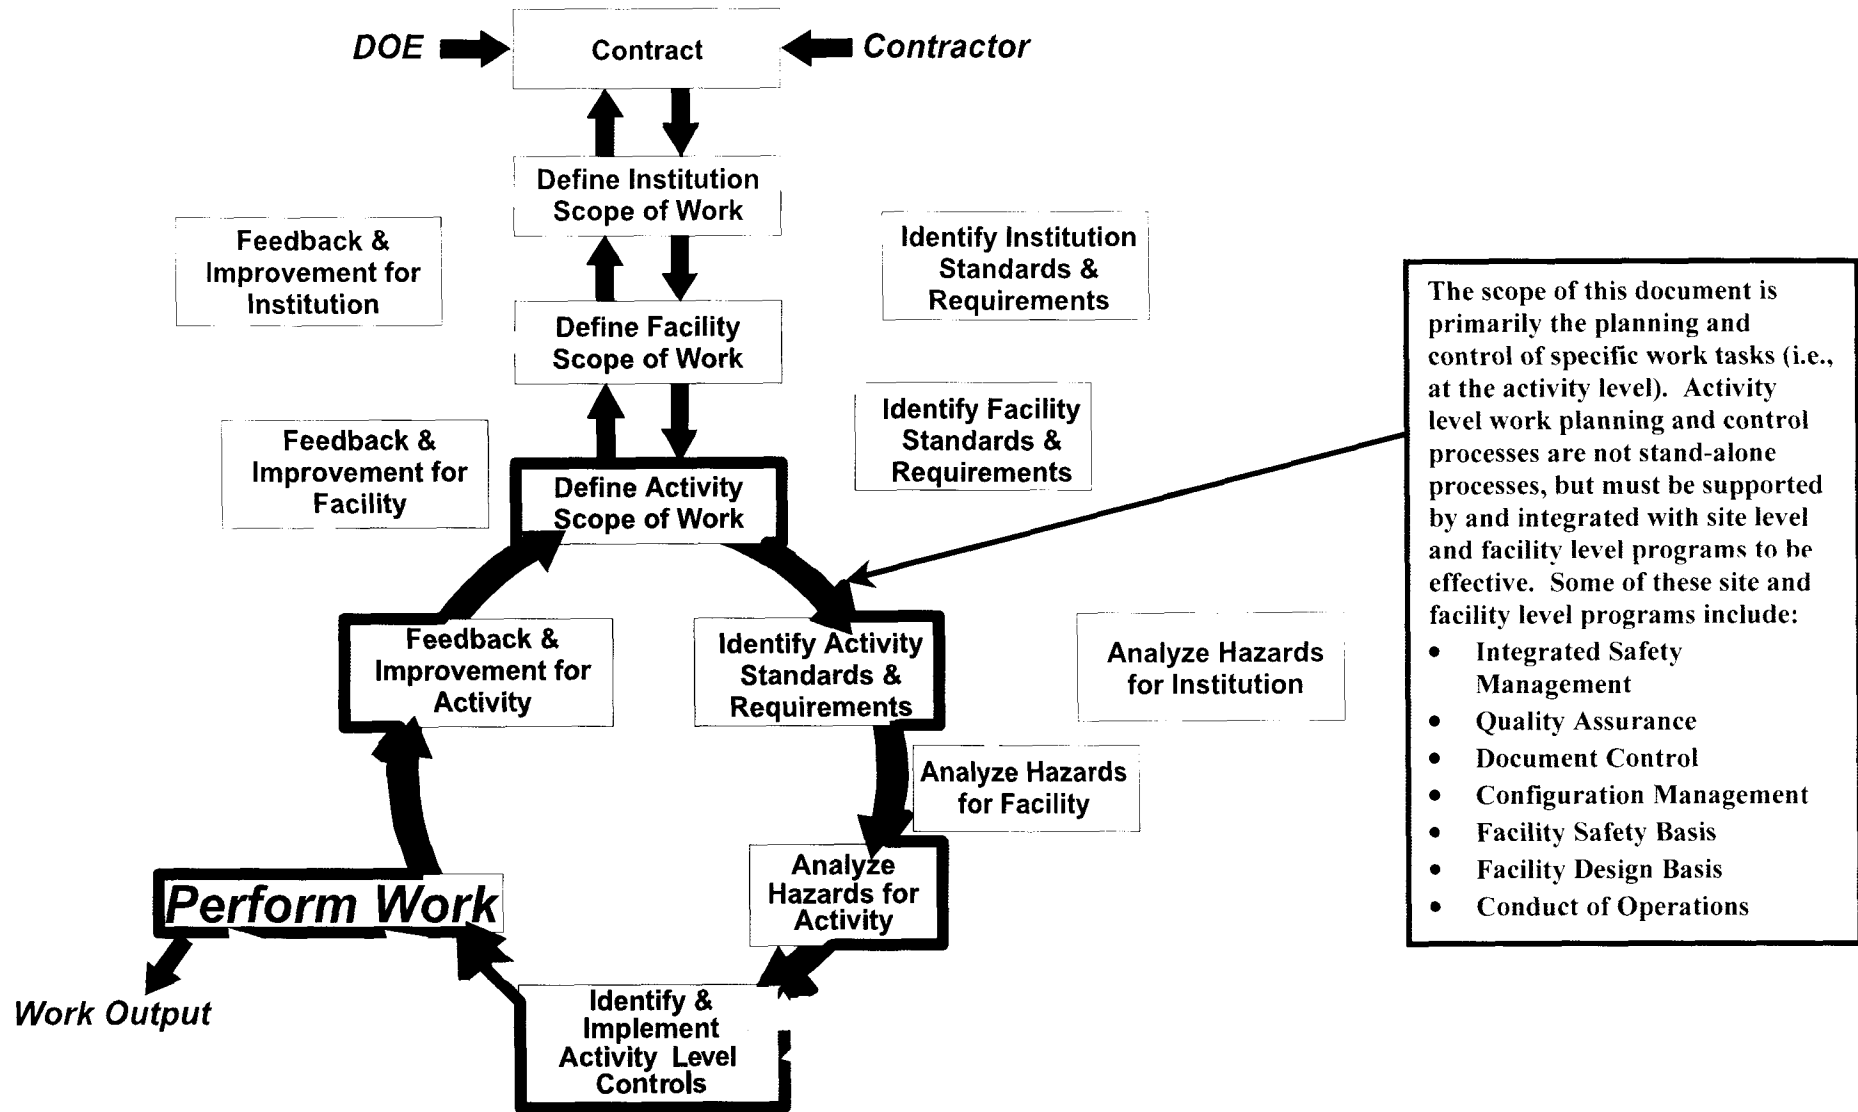 DOE
Contract
Contractor
Define Institution
Scope of Work
Feedback &
Improvement for
Institution
Identify Institution
Standards &
Requirements
Define Facility
Scope of Work
Feedback &
Improvement for
Facility
Identify Facility
Standards &
Requirements
Define Activity
Scope of Work
Feedback &
Improvement for
Activity
Identify Activity
Standards &
Requirements
Analyze Hazards
for Institution
Analyze Hazards
for Facility
Analyze
Hazards for
Activity
Perform Work
Work Output
Identify &
Implement
Activity Level
Controls
The scope of this document is
primarily the planning and
control of specific work tasks (i.e.,
at the activity level). Activity
level work planning and control
processes are not stand-alone
processes, but must be supported
by and integrated with site level
and facility level programs to be
effective. Some of these site and
facility level programs include:
• Integrated Safety
Management
• Quality Assurance
• Document Control
• Configuration Management
• Facility Safety Basis
• Facility Design Basis
• Conduct of Operations